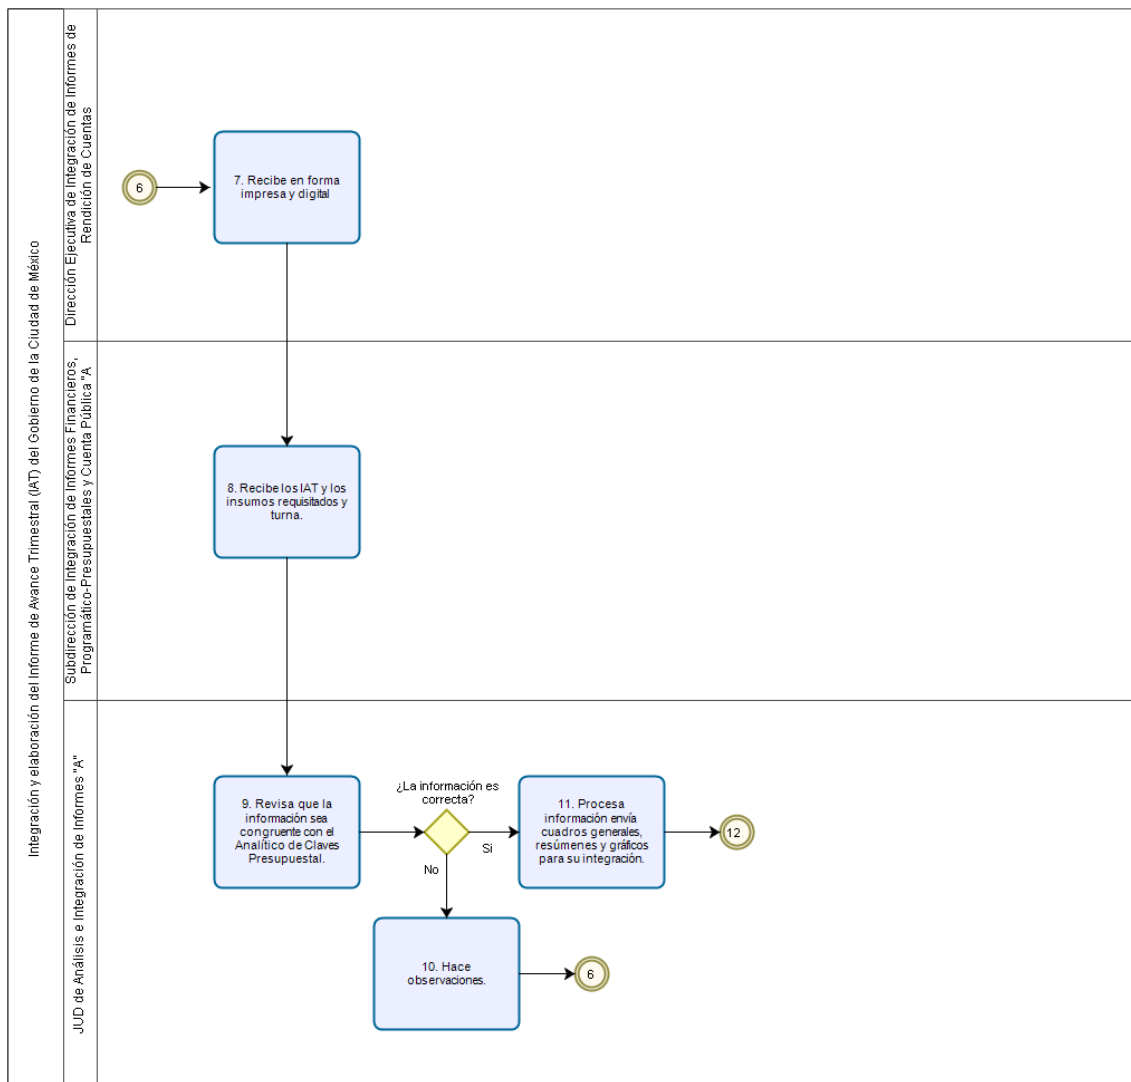 Integración y elaboración del Informe de Avance Trimestral (IAT) del Gobierno de la Ciudad de México
Dirección Ejecutiva de Integración de Informes de
Rendición de Cuentas
6
7. Recibe en forma
impresa y digital
Subdirección de Integración de Informes Financieros,
Programático-Presupuestales y Cuenta Pública "A
8. Recibe los IAT y los
insumos requisitados y
turna.
JUD de Análisis e Integración de Informes "A"
9. Revisa que la
información sea
congruente con el
Analítico de Claves
Presupuestal.
¿La información es
correcta?
Si
No
11. Procesa
información envía
cuadros generales,
resúmenes y gráficos
para su integración.
12
10. Hace
observaciones.
6